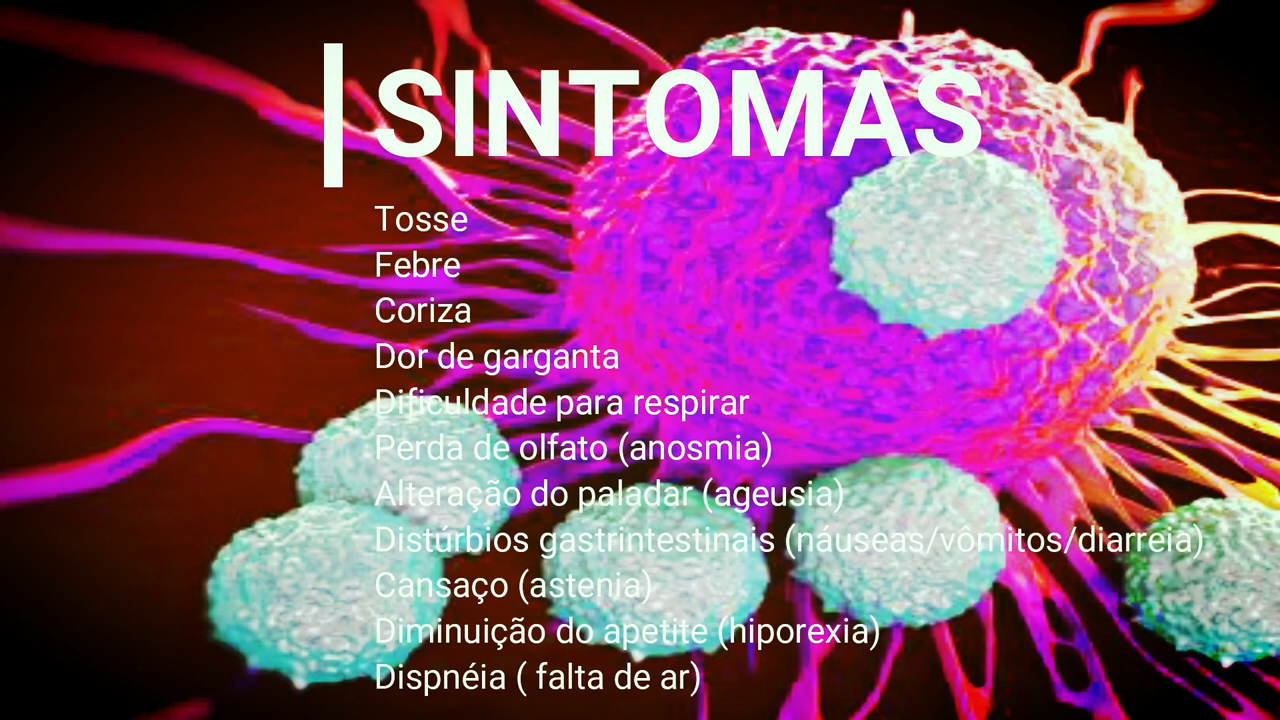 SINTOMAS
Tosse
Febre
Coriza
Dor de garganta
Dificuldade para respirar
Perda de olfato (anosmia)
Alteração do paladar (ageusia)
Distúrbios gastrintestinais (náuseas/vômitos/diarreia)
Cansaço (astenia)
Diminuição do apetite (hiporexia)
Dispnéia ( falta de ar)